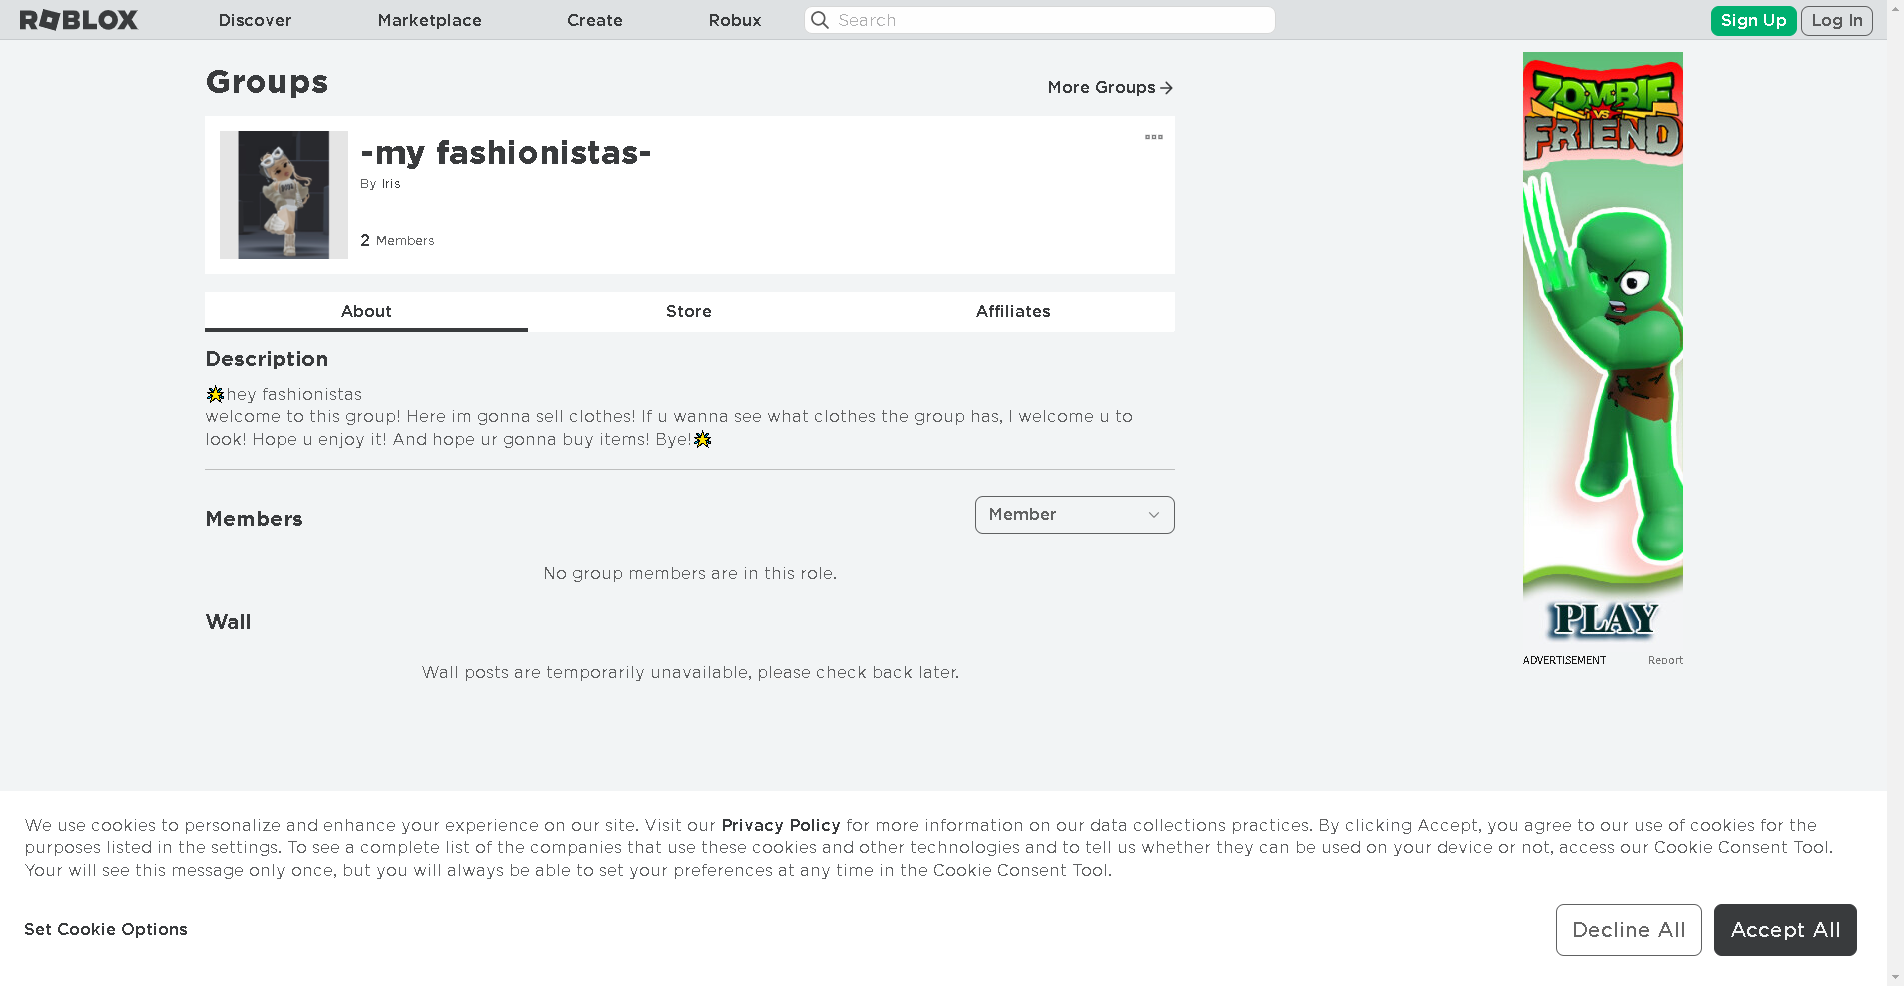 ROBLOX Discover Marketplace Create Robux Search Sign Up Log In
Groups
More Groups
-my fashionistas-
By Iris
2 Members
About Store Affiliates
Description
🌟hey fashionistas
welcome to this group! Here im gonna sell clothes! If u wanna see what clothes the group has, I welcome u to
look! Hope u enjoy it! And hope ur gonna buy items! Bye!🌟
Members
Member
No group members are in this role.
Wall
Wall posts are temporarily unavailable, please check back later.
ZOMBIE
VS
FRIEND
PLAY
ADVERTISEMENT Report
We use cookies to personalize and enhance your experience on our site. Visit our Privacy Policy for more information on our data collections practices. By clicking Accept, you agree to our use of cookies for the
purposes listed in the settings. To see a complete list of the companies that use these cookies and other technologies and to tell us whether they can be used on your device or not, access our Cookie Consent Tool.
Your will see this message only once, but you will always be able to set your preferences at any time in the Cookie Consent Tool.
Set Cookie Options
Decline All
Accept All